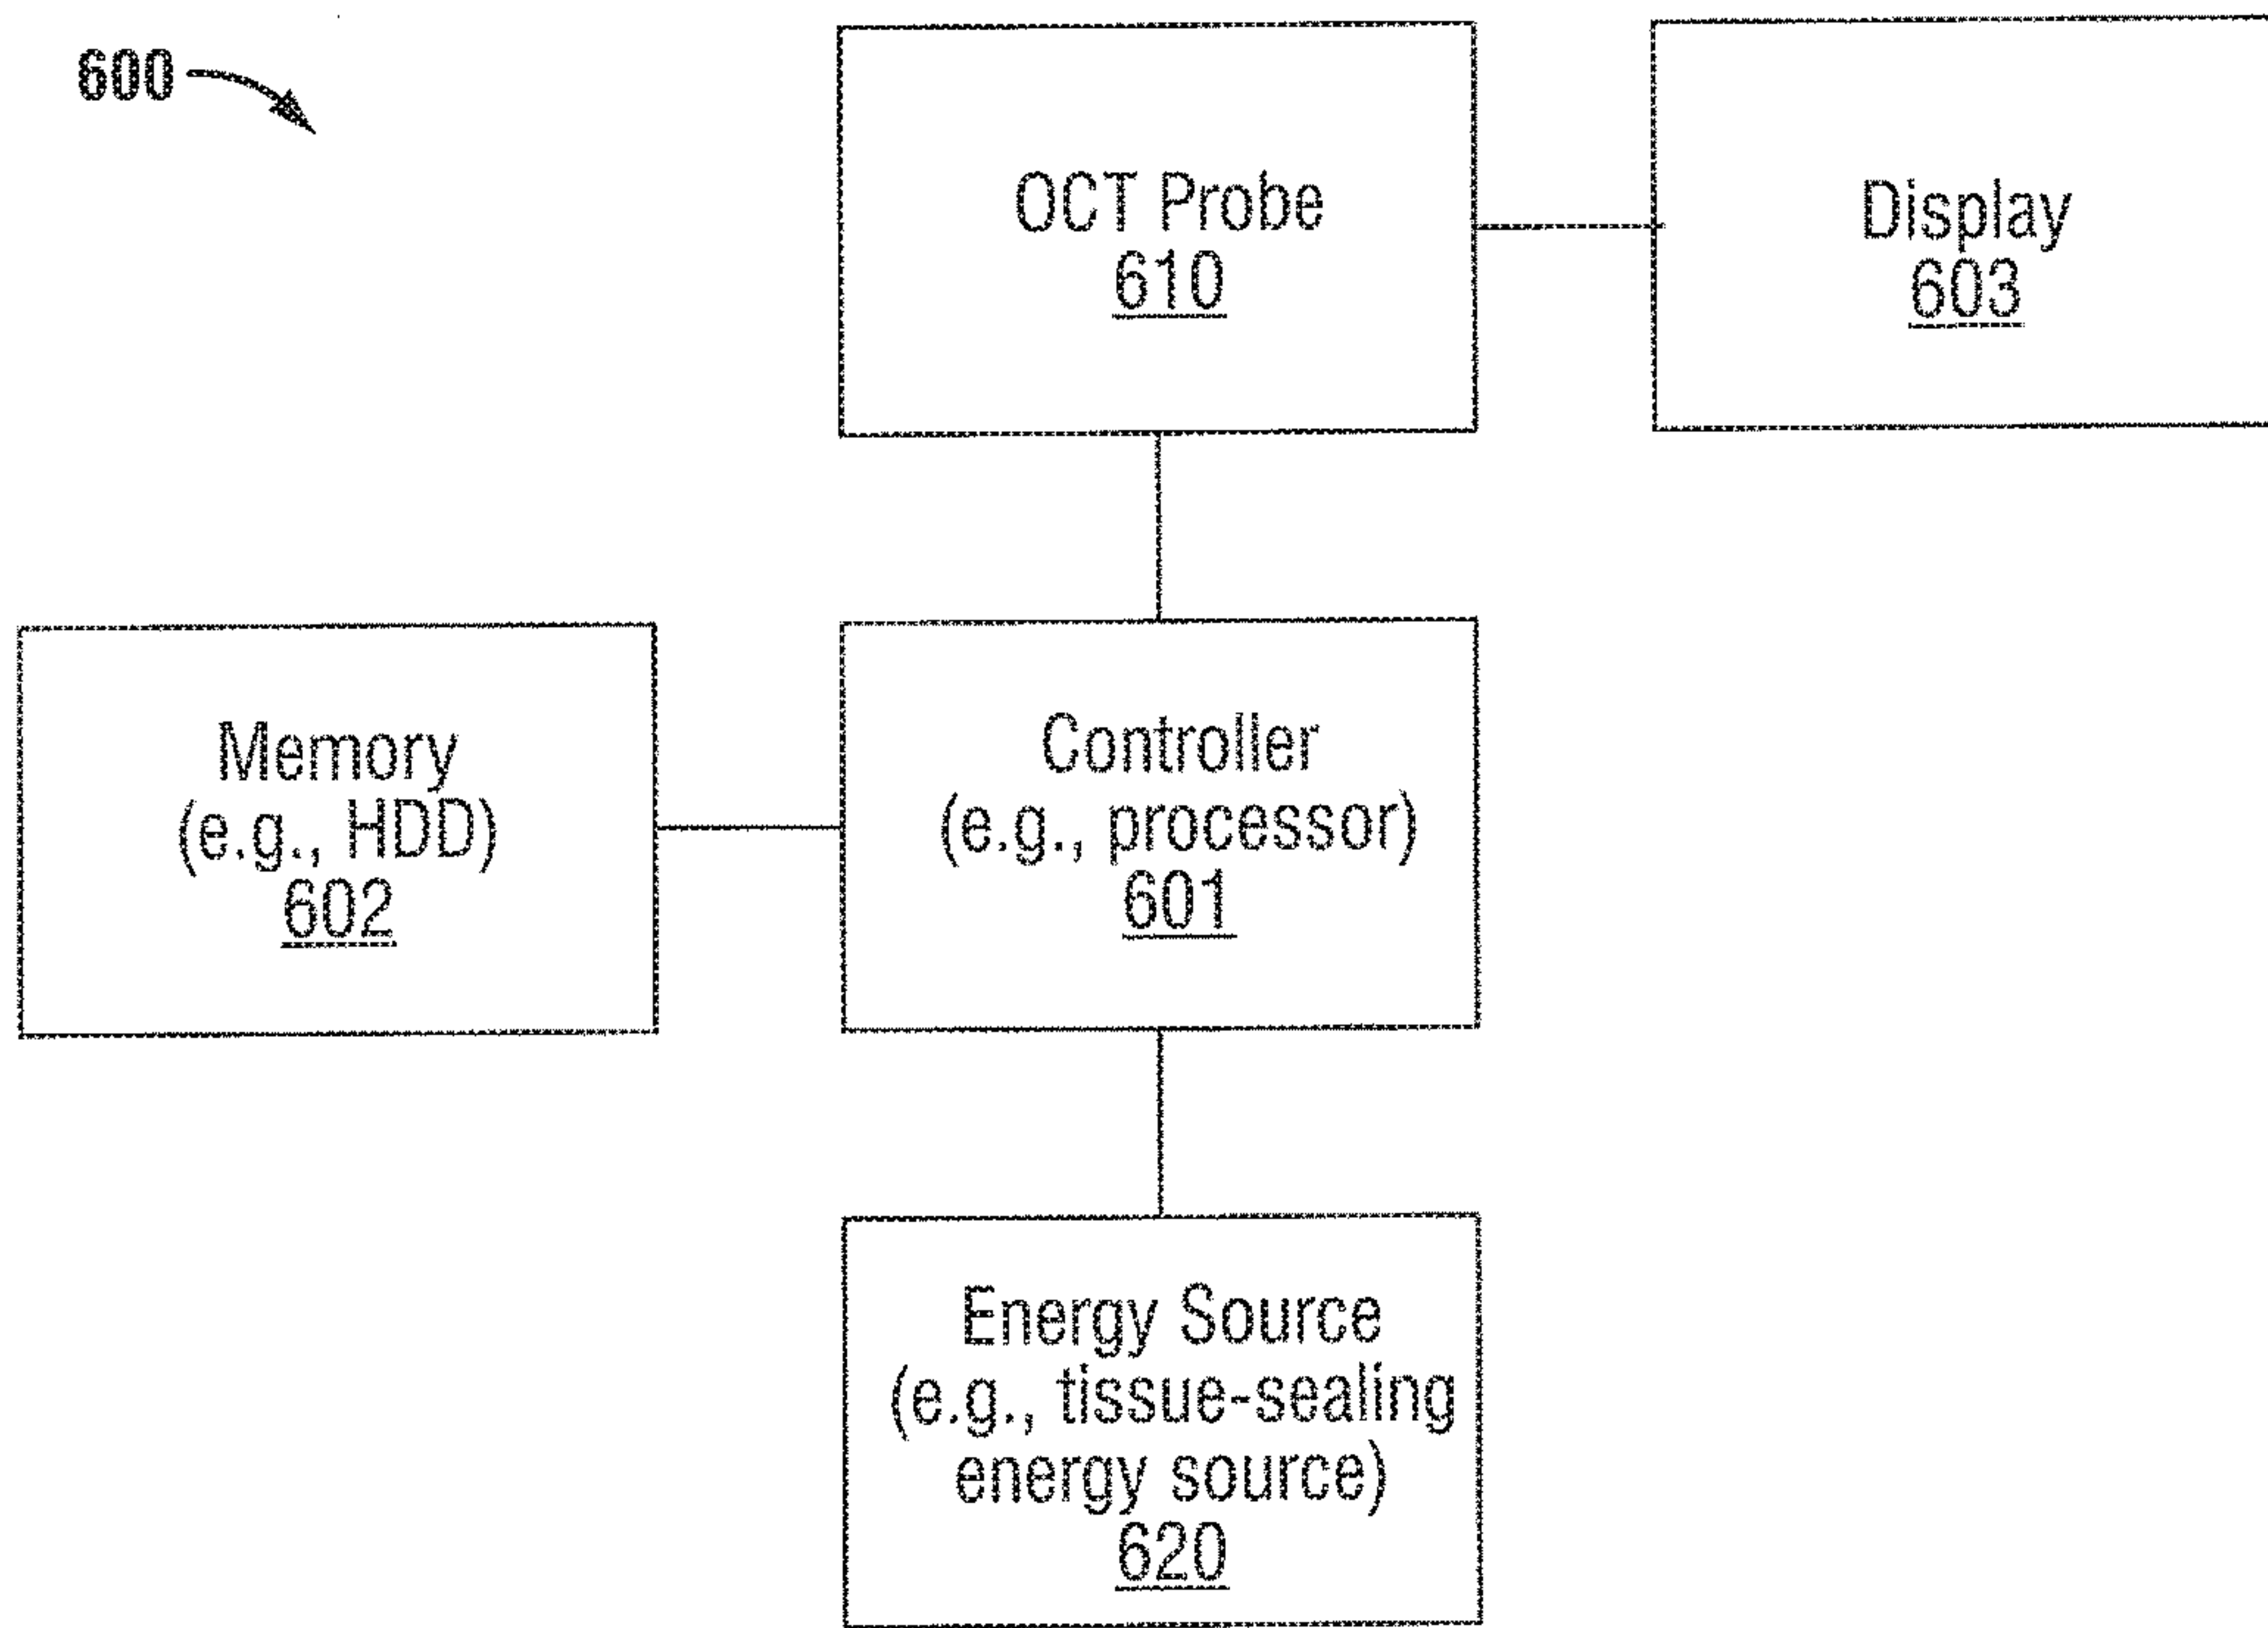 600
OCT Probe
610
Display
603
Memory
(e.g., HDD)
602
Controller
(e.g., processor)
601
Energy Source
(e.g., tissue-sealing
energy source)
620